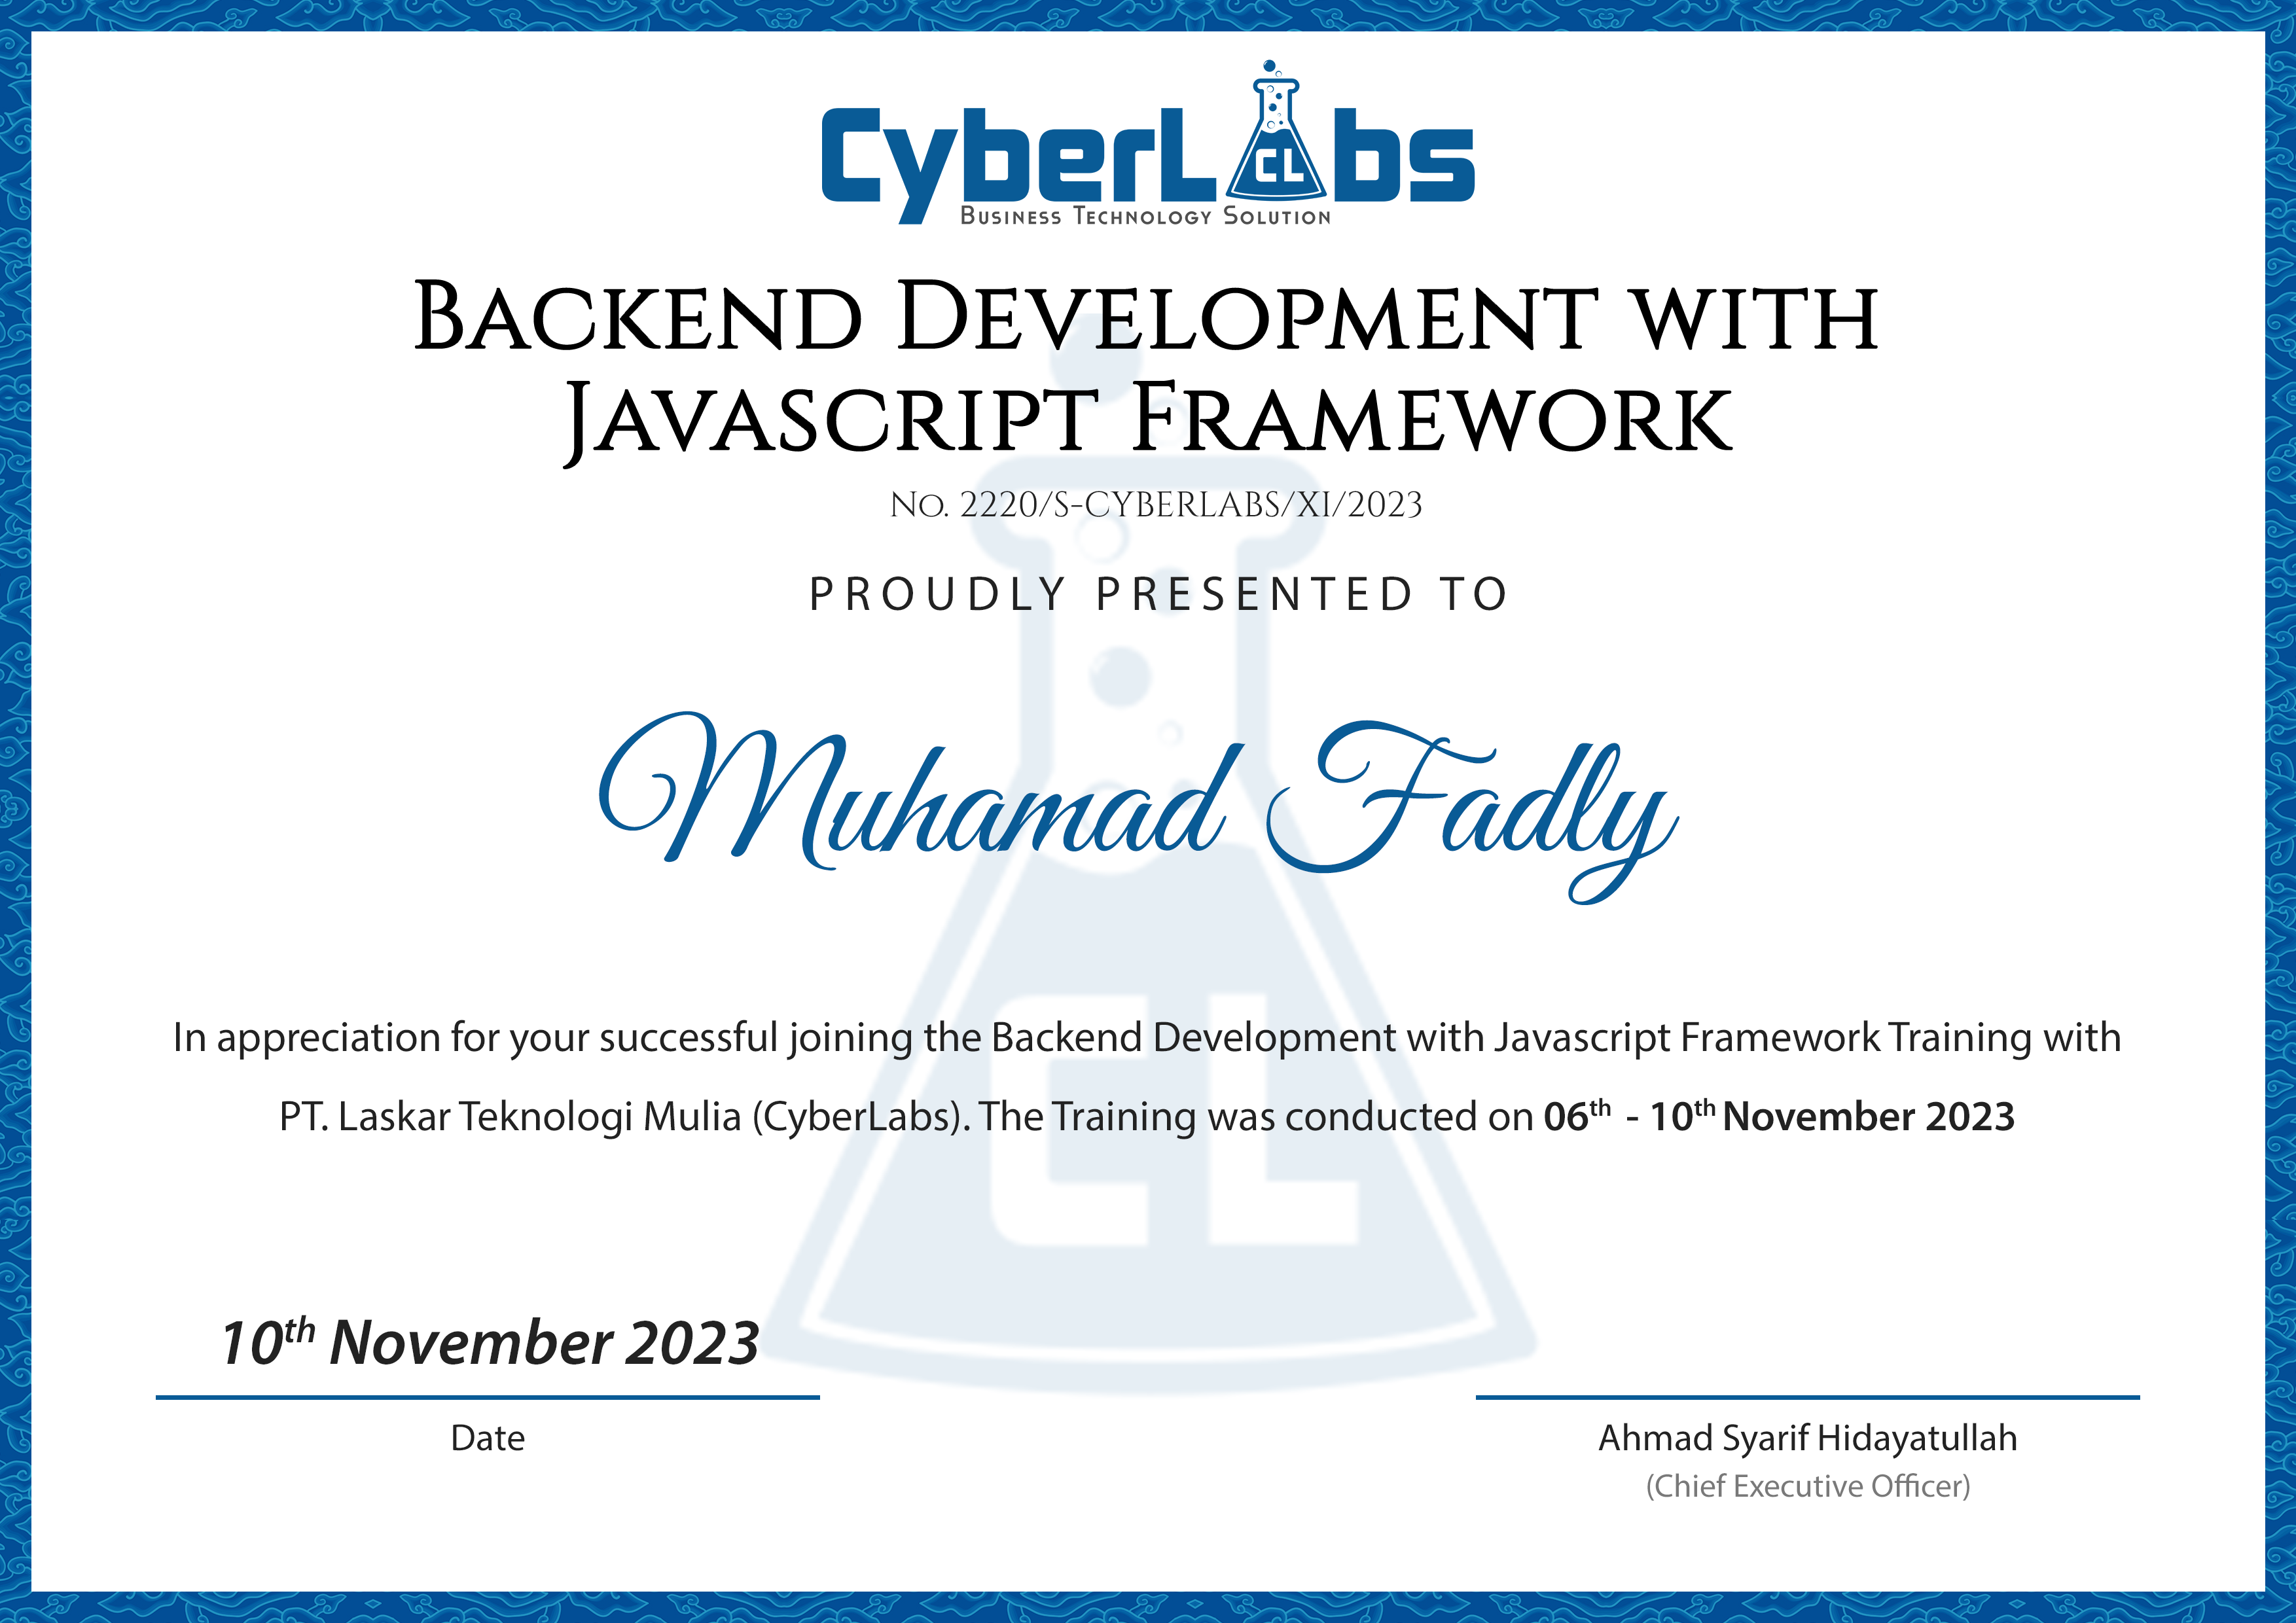 CyberLabs
CL
Business Technology Solution
Backend Development with
Javascript Framework
No. 2220/S-CYBERLABS/XI/2023
PROUDLY PRESENTED TO
Muhamad Fadly
In appreciation for your successful joining the Backend Development with Javascript Framework Training with
PT. Laskar Teknologi Mulia (CyberLabs). The Training was conducted on 06th - 10th November 2023
CL
10th November 2023
Date
Ahmad Syarif Hidayatullah
(Chief Executive Officer)